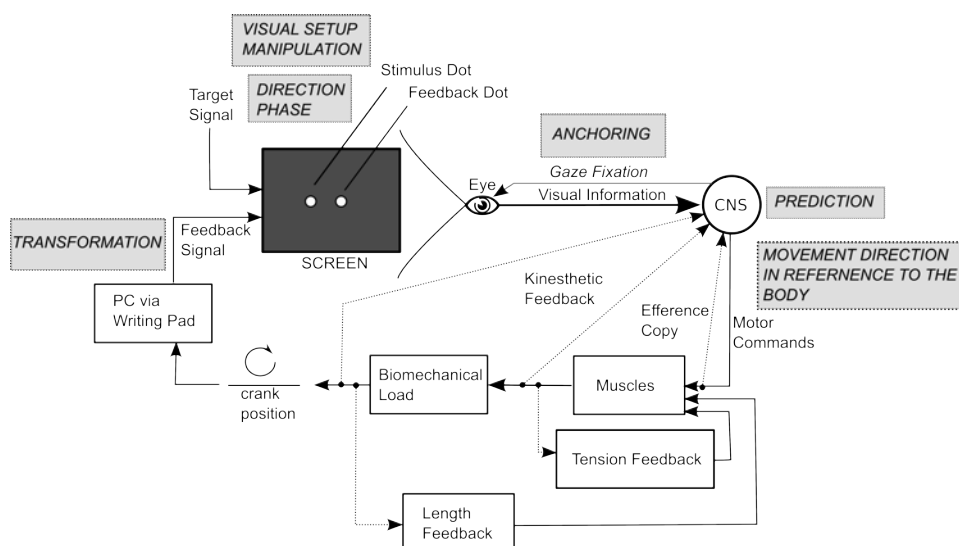 VISUAL SETUP
MANIPULATION
Stimulus Dot
Feedback Dot
DIRECTION
PHASE
Target
Signal
ANCHORING
Gaze Fixation
Eye
Visual Information
CNS
PREDICTION
TRANSFORMATION
Feedback
Signal
SCREEN
MOVEMENT DIRECTION
IN REFERNENCE TO THE
BODY
Kinesthetic
Feedback
PC via
Writing Pad
Efference
Copy
Motor
Commands
crank
position
Biomechanical
Load
Muscles
Tension Feedback
Length
Feedback